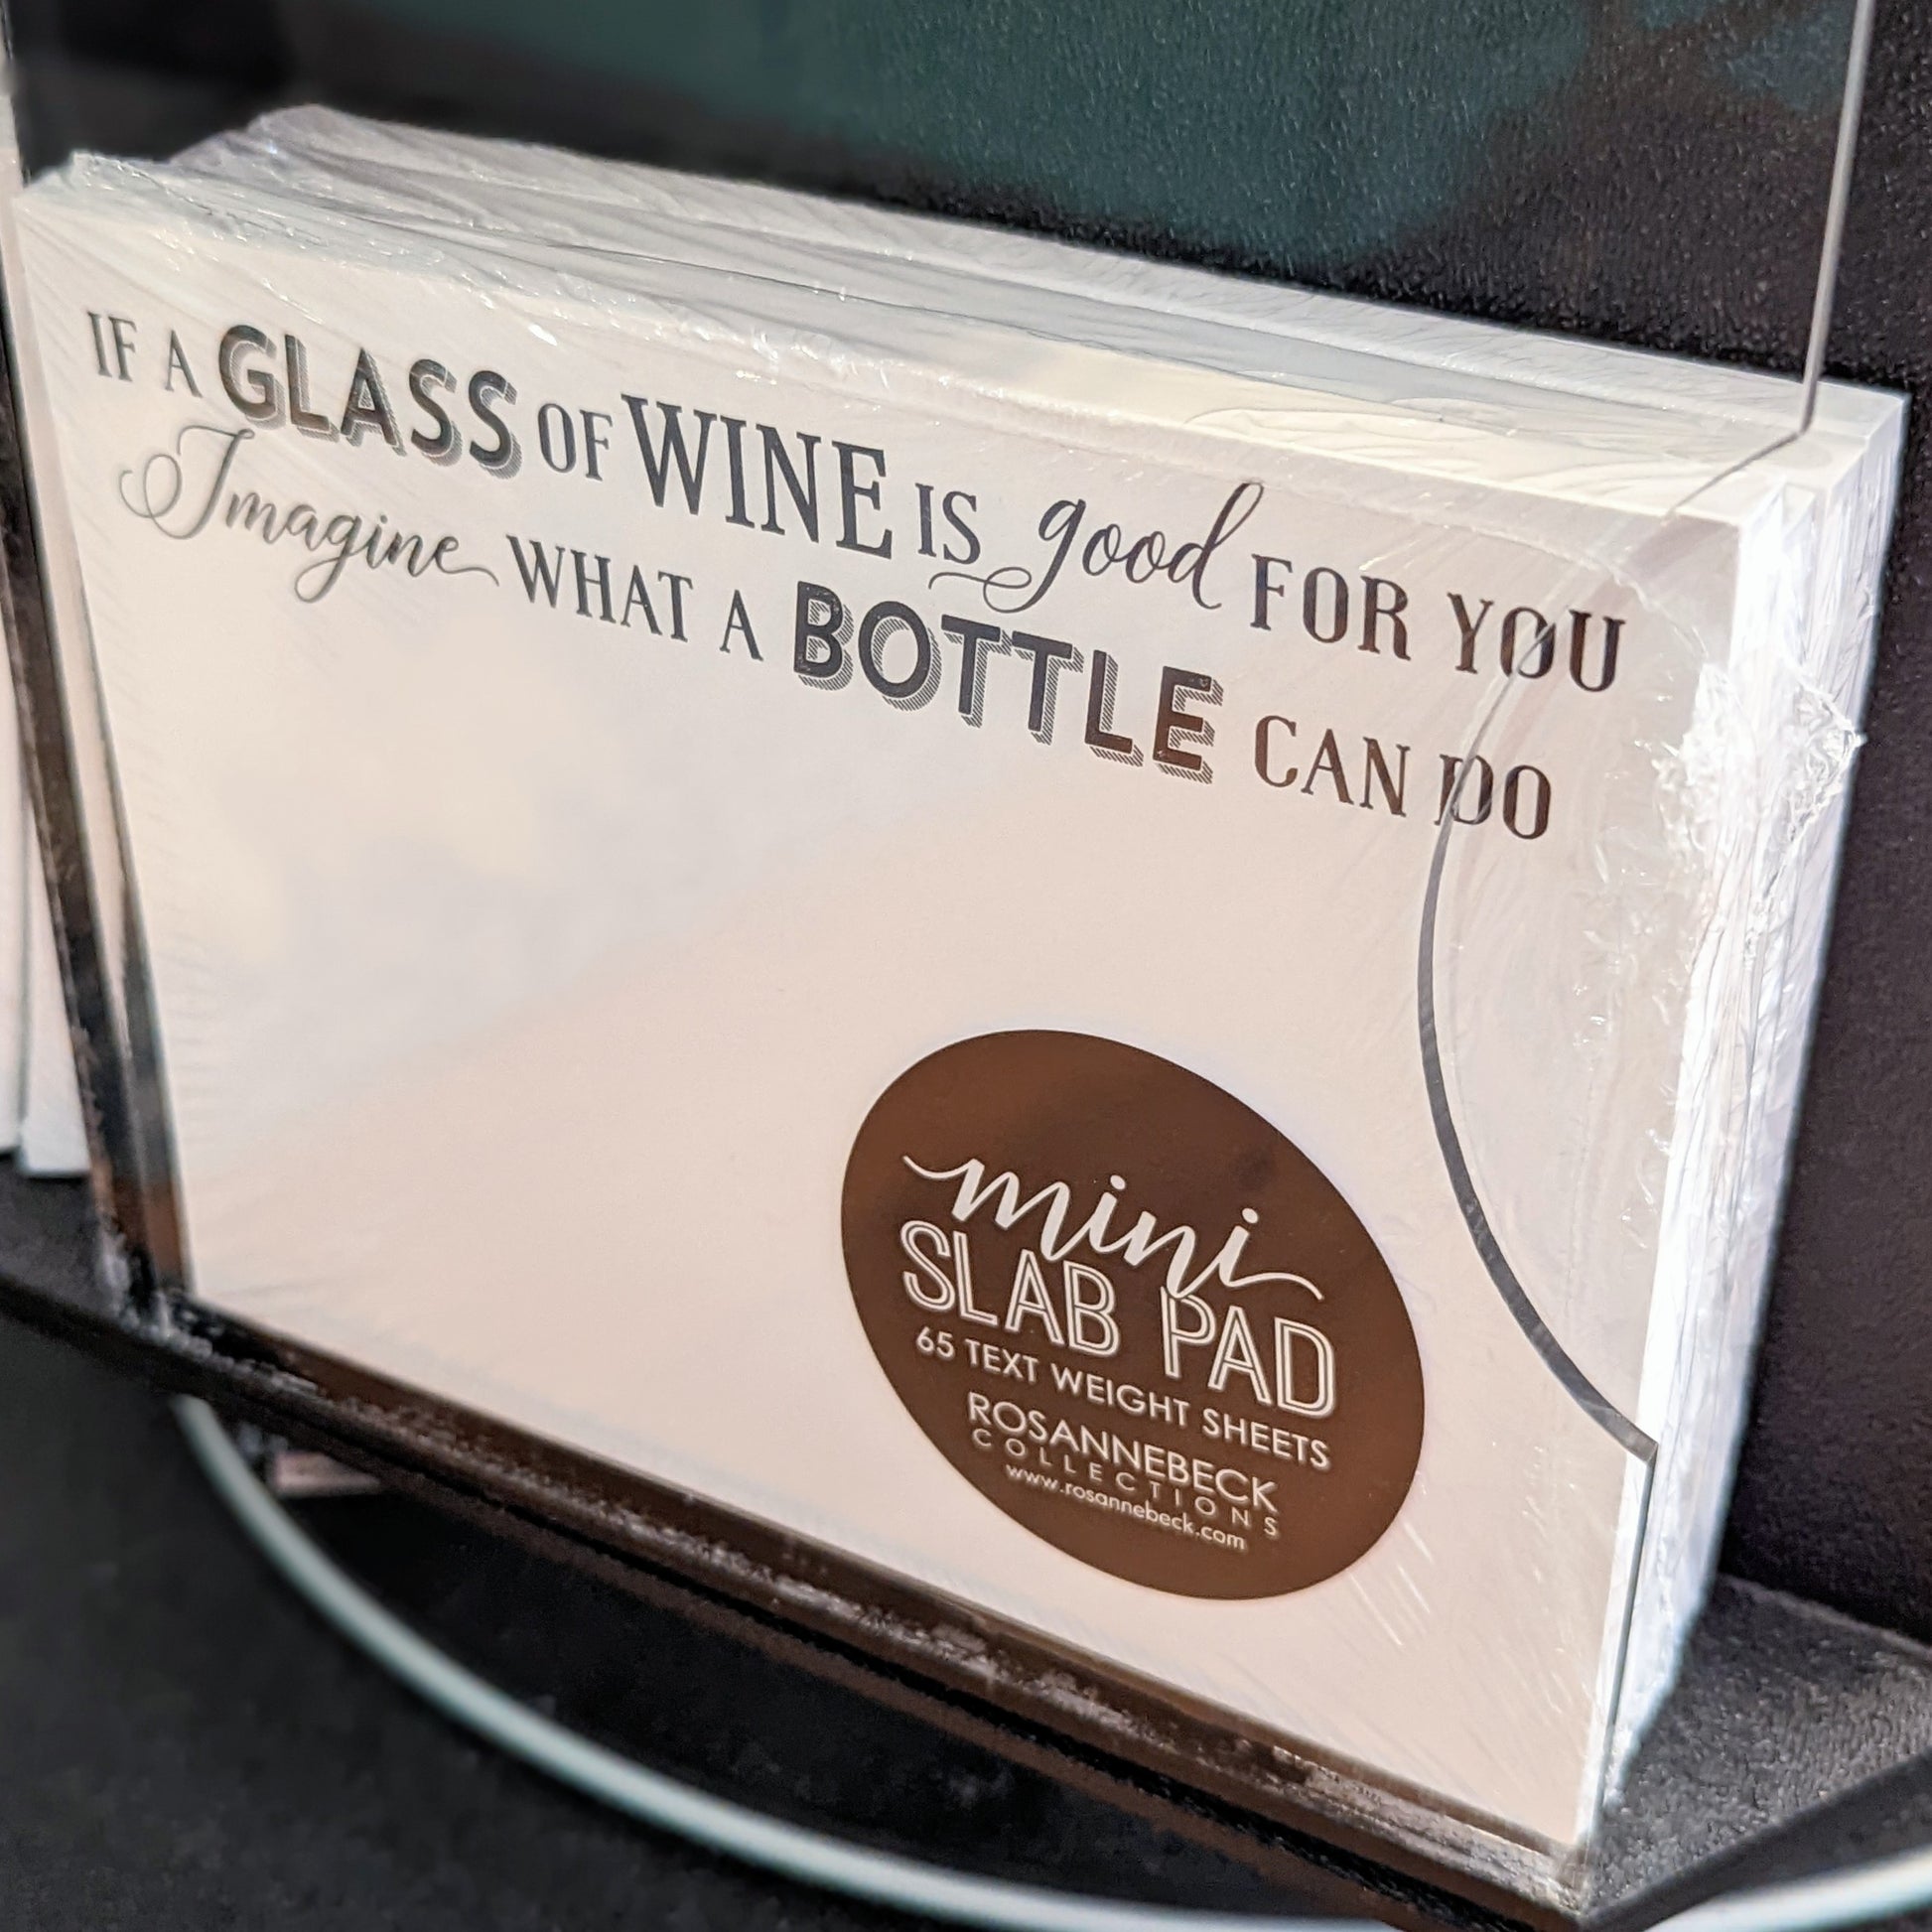 IF A GLASS OF WINE IS good FOR YOU
Imagine WHAT A BOTTLE CAN DO
mini
SLAB PAD
65 TEXT WEIGHT SHEETS
ROSANNEBECK
COLLECTIONS
www.rosannebeck.com